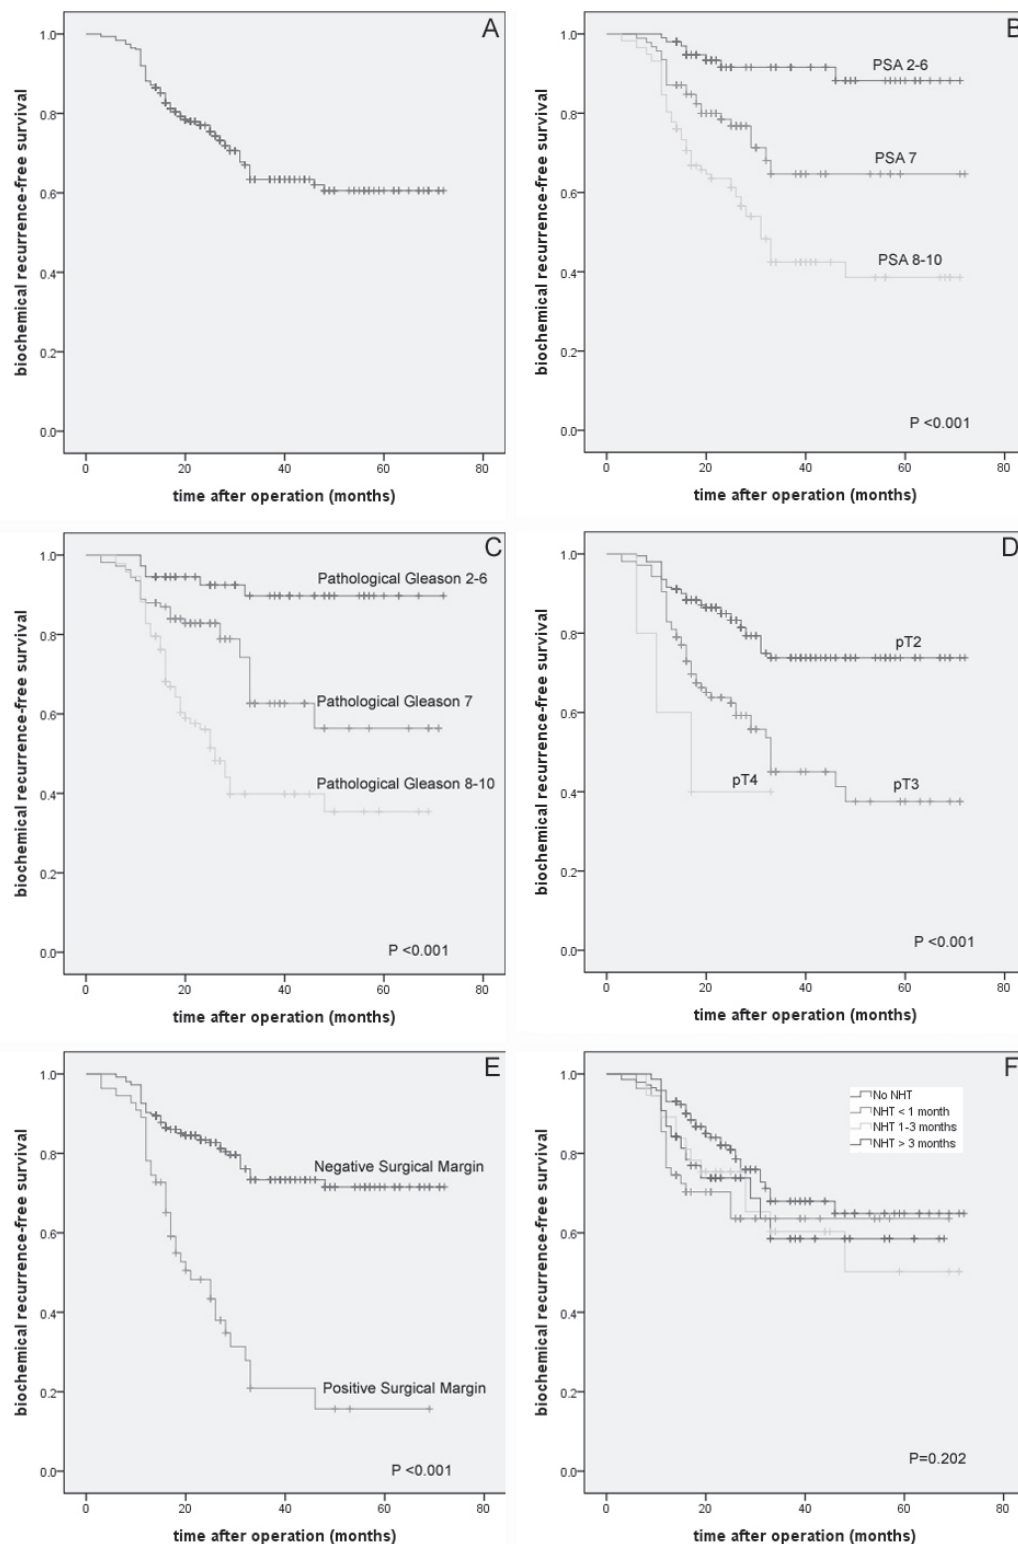 A
biochemical recurrence-free survival
1.0
0.8
0.6
0.4
0.2
0.0
0 20 40 60 80
time after operation (months)
B
biochemical recurrence-free survival
1.0
0.8
0.6
0.4
0.2
0.0
PSA 2-6
PSA 7
PSA 8-10
P <0.001
0 20 40 60 80
time after operation (months)
C
biochemical recurrence-free survival
1.0
0.8
0.6
0.4
0.2
0.0
Pathological Gleason 2-6
Pathological Gleason 7
Pathological Gleason 8-10
P <0.001
0 20 40 60 80
time after operation (months)
D
biochemical recurrence-free survival
1.0
0.8
0.6
0.4
0.2
0.0
pT2
pT4
pT3
P <0.001
0 20 40 60 80
time after operation (months)
E
biochemical recurrence-free survival
1.0
0.8
0.6
0.4
0.2
0.0
Negative Surgical Margin
Positive Surgical Margin
P <0.001
0 20 40 60 80
time after operation (months)
F
biochemical recurrence-free survival
1.0
0.8
0.6
0.4
0.2
0.0
No NHT
NHT < 1 month
NHT 1-3 months
NHT > 3 months
P=0.202
0 20 40 60 80
time after operation (months)